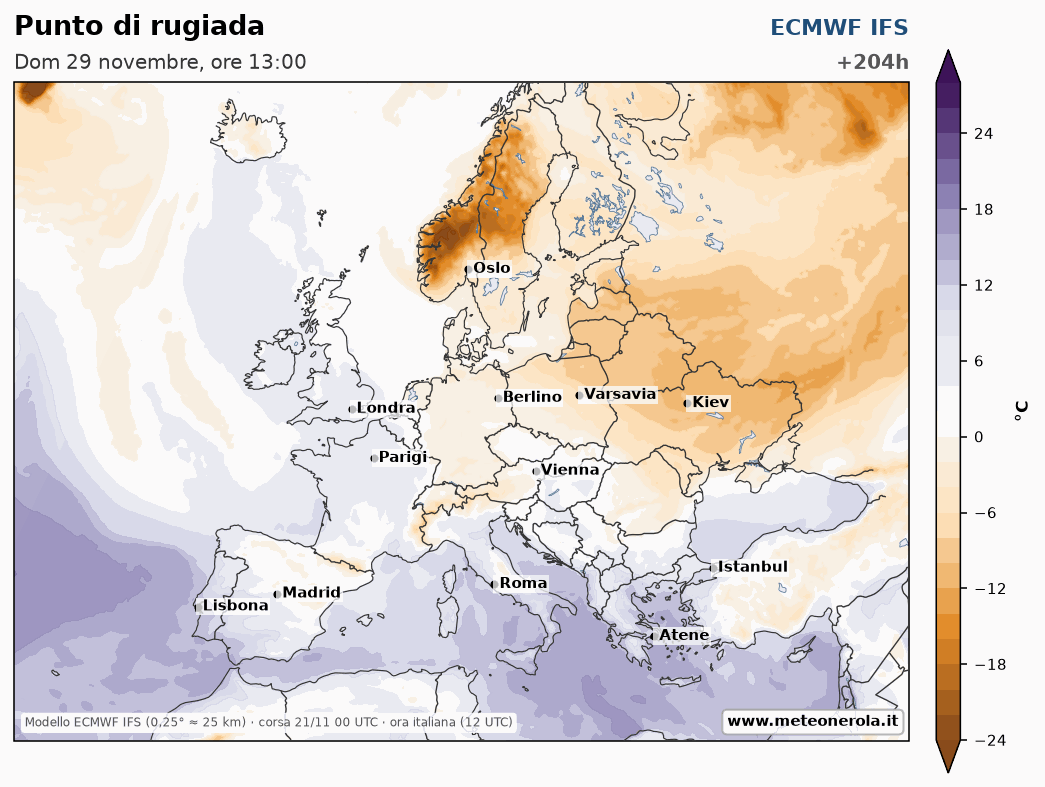 Punto di rugiada
ECMWF IFS
Dom 29 novembre, ore 13:00
+204h
24
18
12
6
0
−6
−12
−18
−24
°C
Oslo
Berlino
Varsavia
Kiev
Londra
Parigi
Vienna
Istanbul
Roma
Madrid
Lisbona
Atene
Modello ECMWF IFS (0,25° ≈ 25 km) · corsa 21/11 00 UTC · ora italiana (12 UTC)
www.meteonerola.it